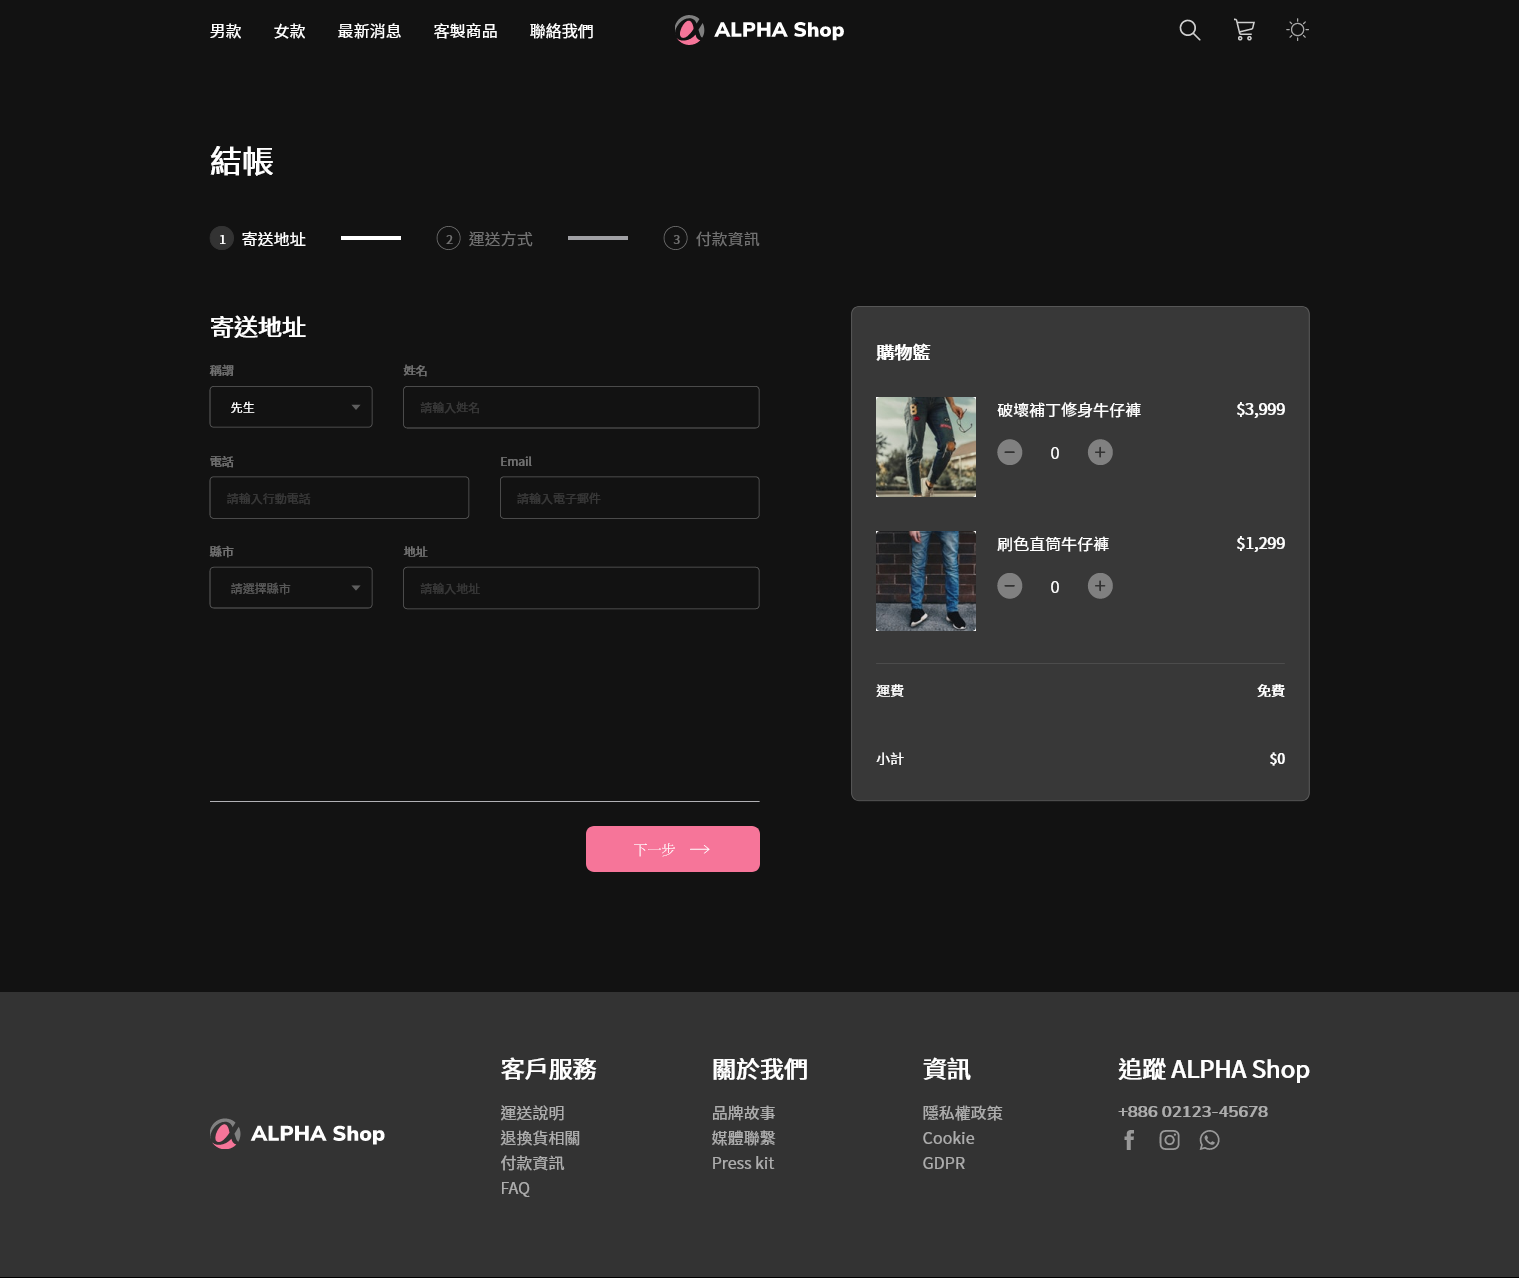 男款 女款 最新消息 客製商品 聯絡我們 ALPHA Shop
結帳
1 寄送地址 2 運送方式 3 付款資訊
寄送地址
稱謂 姓名
先生 請輸入姓名
電話 Email
請輸入行動電話 請輸入電子郵件
縣市 地址
請選擇縣市 請輸入地址
下一步
購物籃
破壞補丁修身牛仔褲 $3,999
0
刷色直筒牛仔褲 $1,299
0
運費 免費
小計 $0
ALPHA Shop
客戶服務
運送說明
退換貨相關
付款資訊
FAQ
關於我們
品牌故事
媒體聯繫
Press kit
資訊
隱私權政策
Cookie
GDPR
追蹤 ALPHA Shop
+886 02123-45678